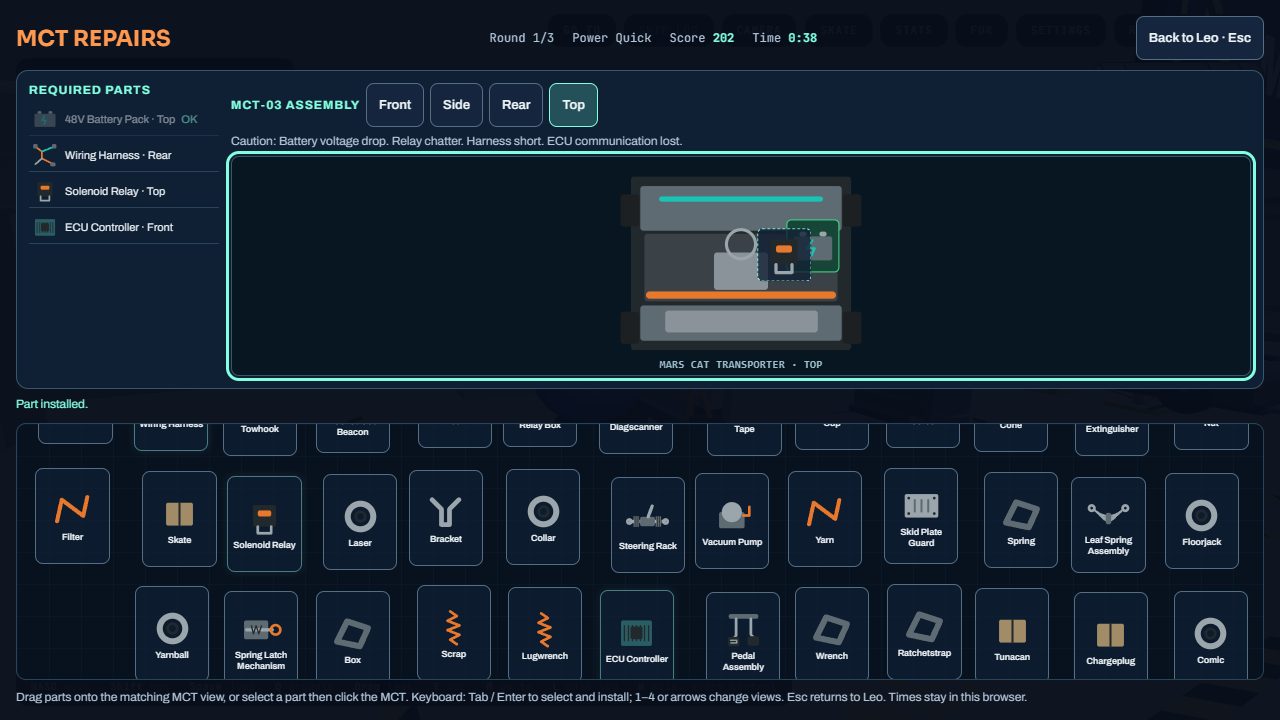 MCT REPAIRS
Round 1/3 Power Quick Score 202 Time 0:38
Back to Leo · Esc
REQUIRED PARTS
48V Battery Pack · Top OK
Wiring Harness · Rear
Solenoid Relay · Top
ECU Controller · Front
MCT-03 ASSEMBLY
Front
Side
Rear
Top
Caution: Battery voltage drop. Relay chatter. Harness short. ECU communication lost.
MARS CAT TRANSPORTER · TOP
Part installed.
Wiring Harness
Towhook
Beacon
Relay Box
Diagscanner
Tape
Cup
Cone
Extinguisher
Nut
Filter
Skate
Solenoid Relay
Laser
Bracket
Collar
Steering Rack
Vacuum Pump
Yarn
Skid Plate
Guard
Spring
Leaf Spring
Assembly
Floorjack
Yarnball
Spring Latch
Mechanism
Box
Scrap
Lugwrench
ECU Controller
Pedal
Assembly
Wrench
Ratchetstrap
Tunacan
Chargeplug
Comic
Drag parts onto the matching MCT view, or select a part then click the MCT. Keyboard: Tab / Enter to select and install; 1–4 or arrows change views. Esc returns to Leo. Times stay in this browser.